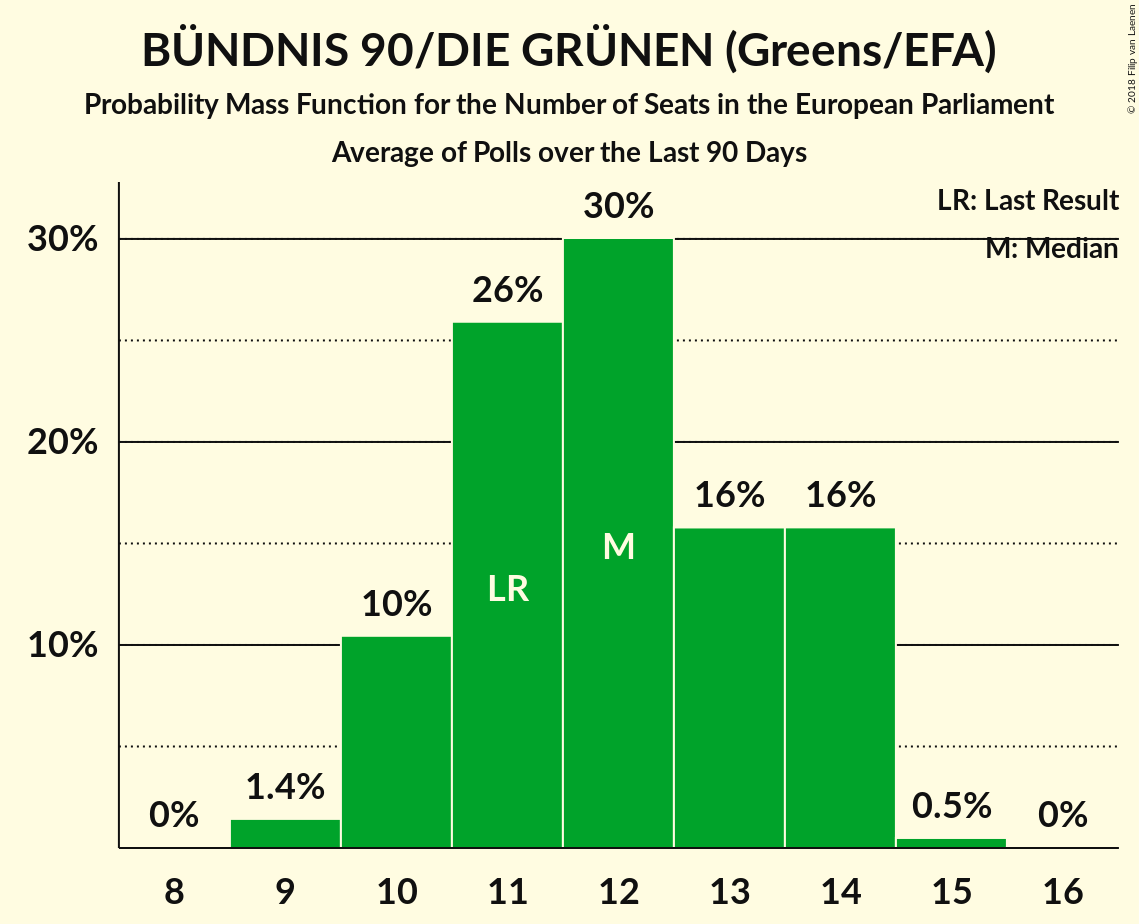 BÜNDNIS 90/DIE GRÜNEN (Greens/EFA)
Probability Mass Function for the Number of Seats in the European Parliament
Average of Polls over the Last 90 Days
© 2018 Filip van Laenen
LR: Last Result
M: Median
30%
20%
10%
0%
1.4%
10%
26%
30%
16%
16%
0.5%
0%
LR
M
8 9 10 11 12 13 14 15 16